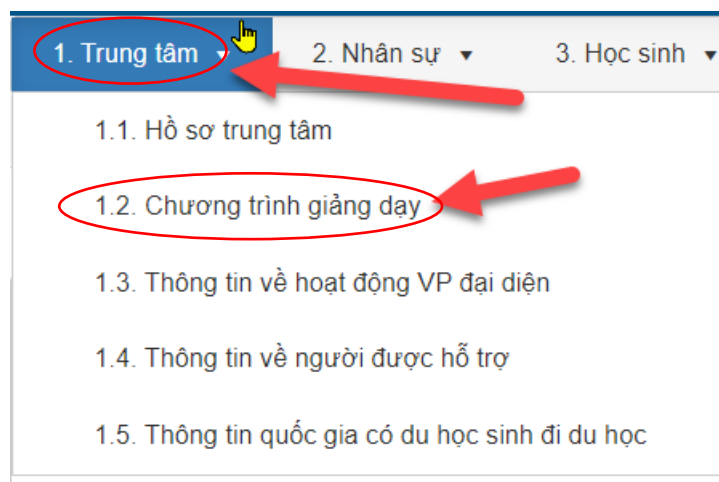 1. Trung tâm 2. Nhân sự 3. Học sinh
1.1. Hồ sơ trung tâm
1.2. Chương trình giảng dạy
1.3. Thông tin về hoạt động VP đại diện
1.4. Thông tin về người được hỗ trợ
1.5. Thông tin quốc gia có du học sinh đi du học